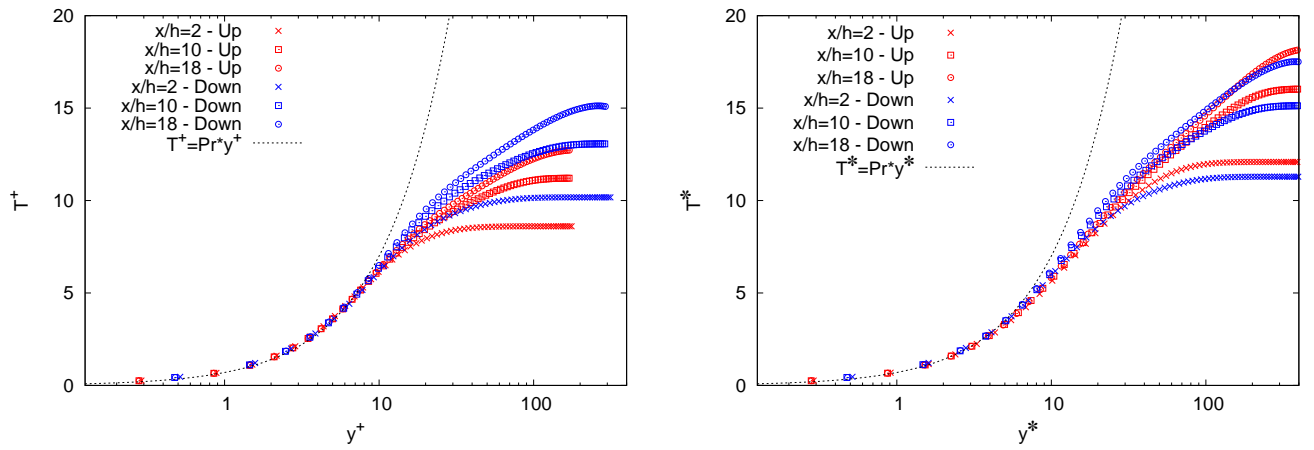 20
15
10
5
0
1
10
100
T+
y+
x/h=2 - Up
x/h=10 - Up
x/h=18 - Up
x/h=2 - Down
x/h=10 - Down
x/h=18 - Down
T+=Pr*y+
20
15
10
5
0
1
10
100
T*
y*
x/h=2 - Up
x/h=10 - Up
x/h=18 - Up
x/h=2 - Down
x/h=10 - Down
x/h=18 - Down
T*=Pr*y*